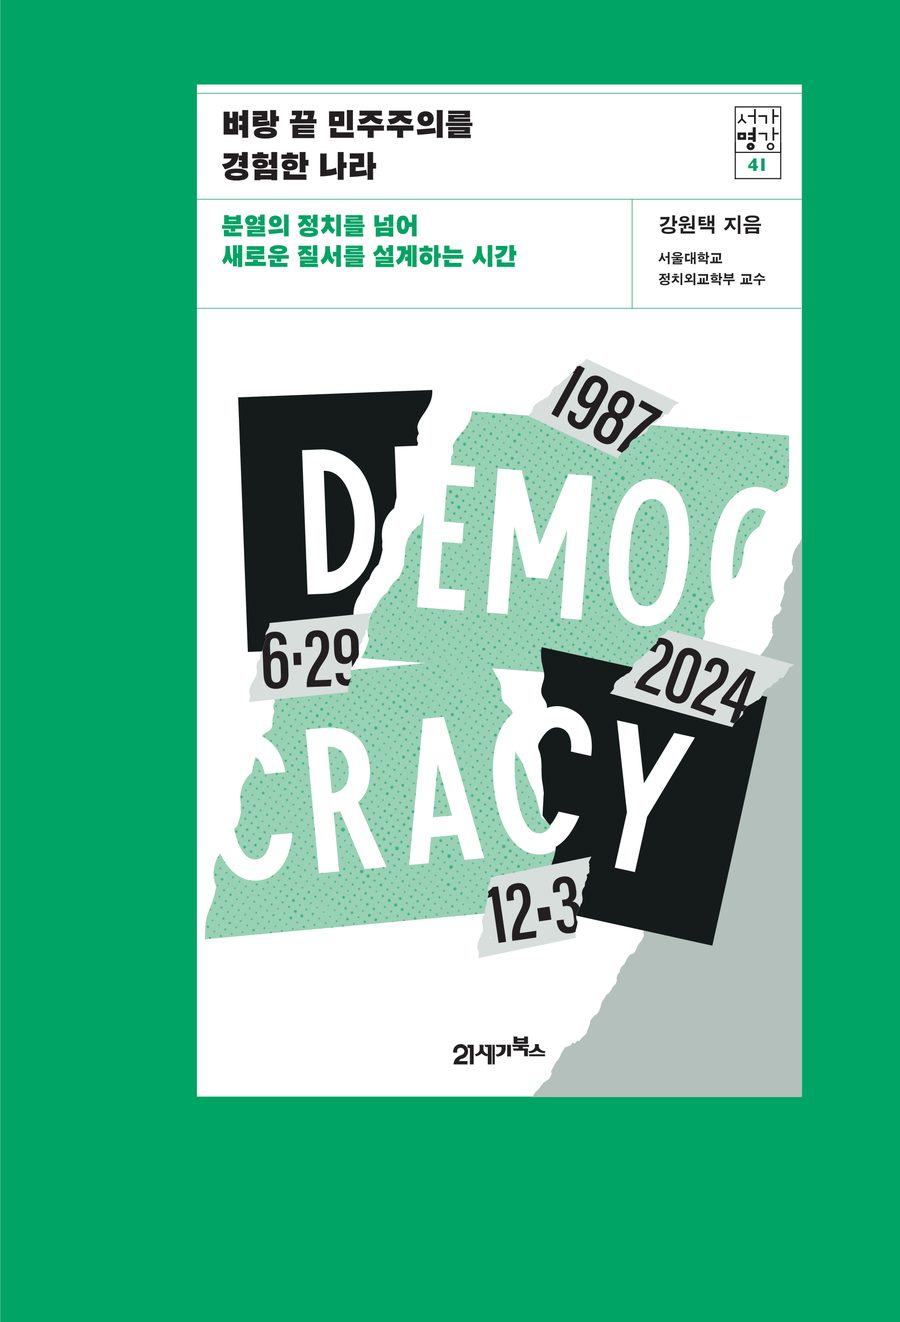 벼랑 끝 민주주의를
경험한 나라
서가
명강
41
분열의 정치를 넘어
새로운 질서를 설계하는 시간
강원택 지음
서울대학교
정치외교학부 교수
1987
DEMOC
6·29
2024
CRACY
12·3
21세기북스